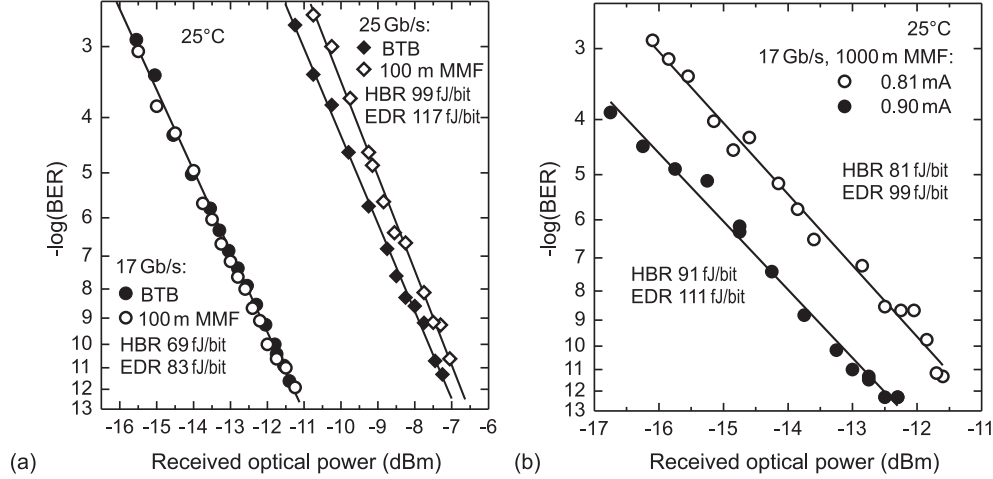 25°C
25 Gb/s:
BTB
100 m MMF
HBR 99 fJ/bit
EDR 117 fJ/bit
17 Gb/s:
BTB
100 m MMF
HBR 69 fJ/bit
EDR 83 fJ/bit
-log(BER)
3
4
5
6
7
8
9
10
11
12
13
-16 -15 -14 -13 -12 -11 -10 -9 -8 -7 -6
(a) Received optical power (dBm)
25°C
17 Gb/s, 1000 m MMF:
0.81 mA
0.90 mA
HBR 81 fJ/bit
EDR 99 fJ/bit
HBR 91 fJ/bit
EDR 111 fJ/bit
-log(BER)
3
4
5
6
7
8
9
10
11
12
13
-17 -16 -15 -14 -13 -12 -11
(b) Received optical power (dBm)